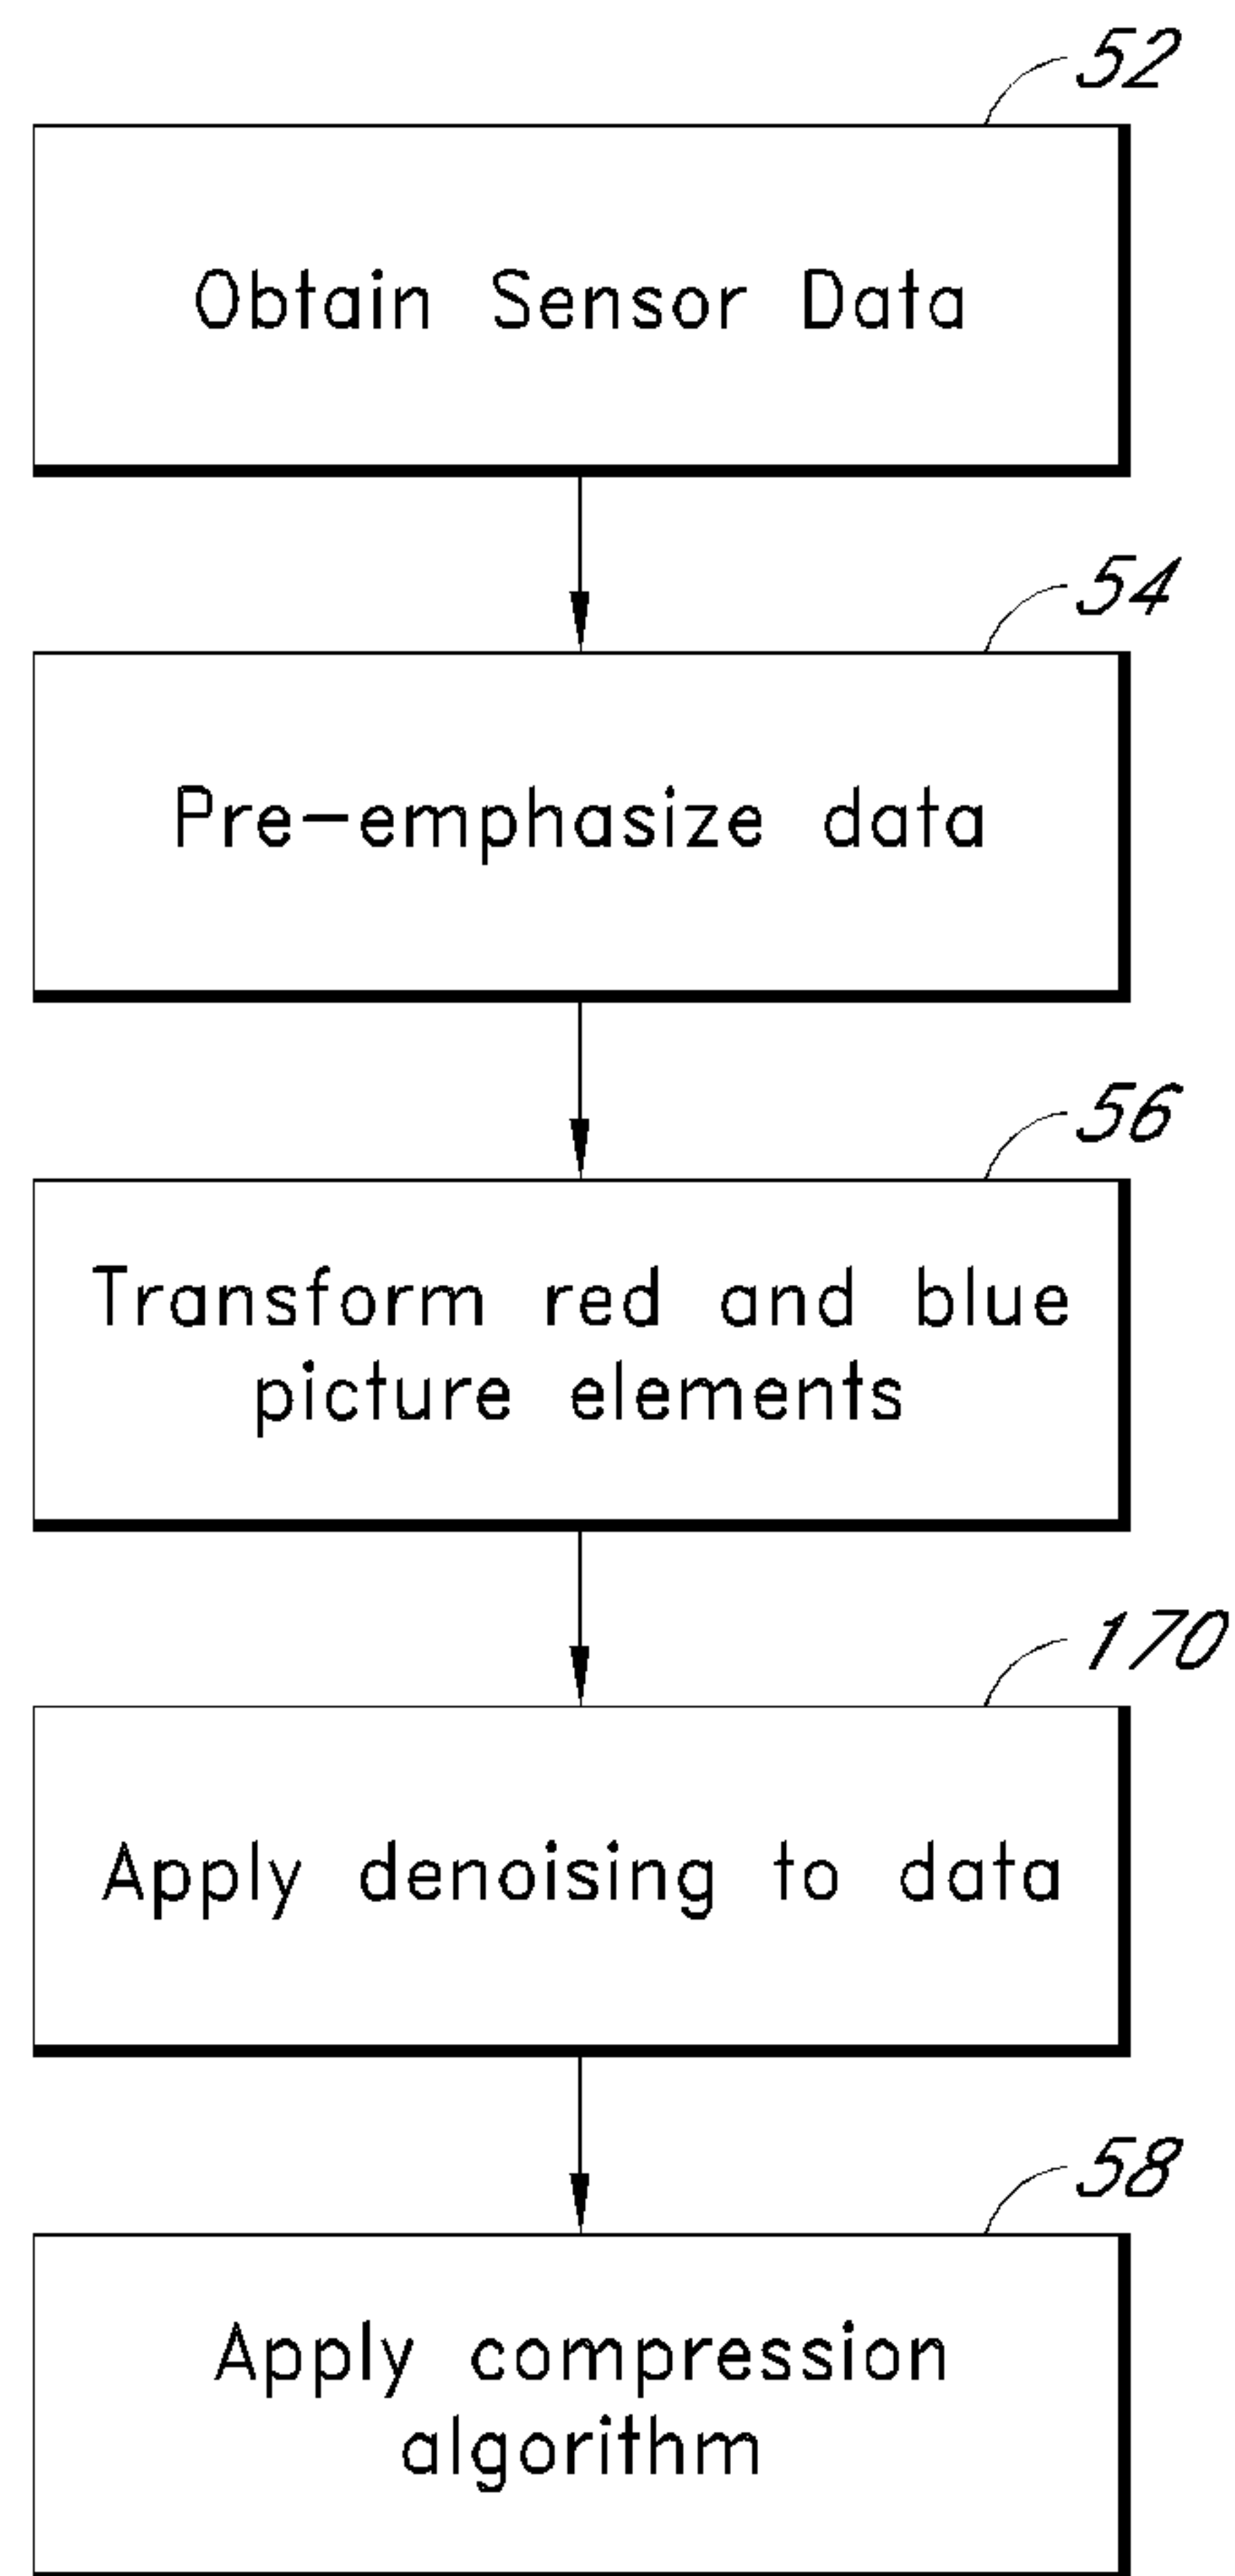 52
Obtain Sensor Data
54
Pre-emphasize data
56
Transform red and blue
picture elements
170
Apply denoising to data
58
Apply compression
algorithm